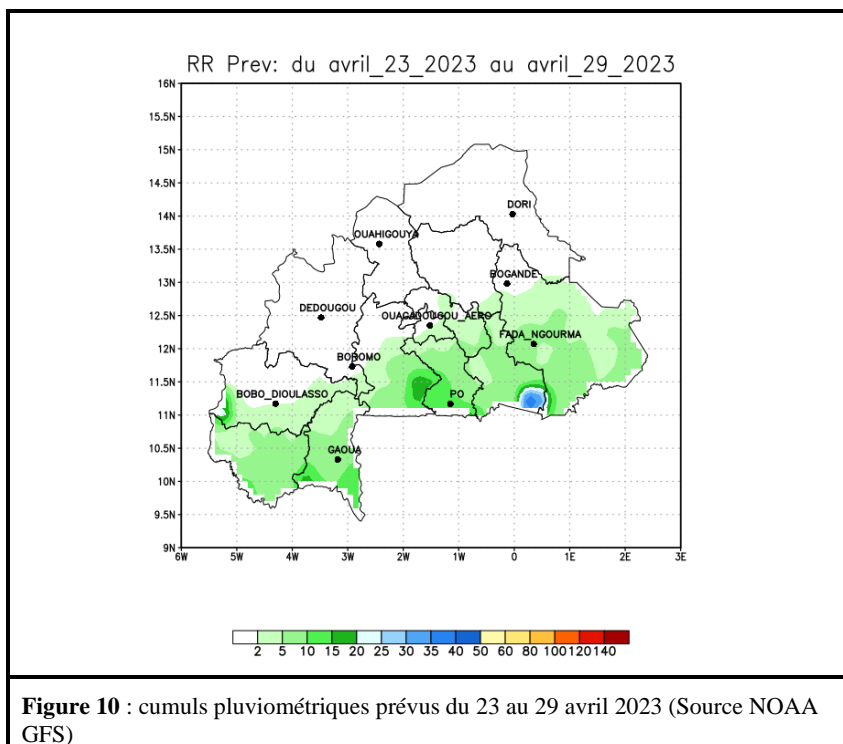 RR Prev: du avril_23_2023 au avril_29_2023
16N
15.5N
15N
14.5N
14N
13.5N
13N
12.5N
12N
11.5N
11N
10.5N
10N
9.5N
9N
DORI
OUAHIGOUYA
BOGANDE
DEDOUGOU
OUAGADOUGOU_AERO
FADA_NGOURMA
BOROMO
BOBO_DIOULASSO
PO
GAOUA
6W 5W 4W 3W 2W 1W 0 1E 2E 3E
2 5 10 15 20 25 30 35 40 50 60 80 100 120 140
Figure 10 : cumuls pluviométriques prévus du 23 au 29 avril 2023 (Source NOAA
GFS)